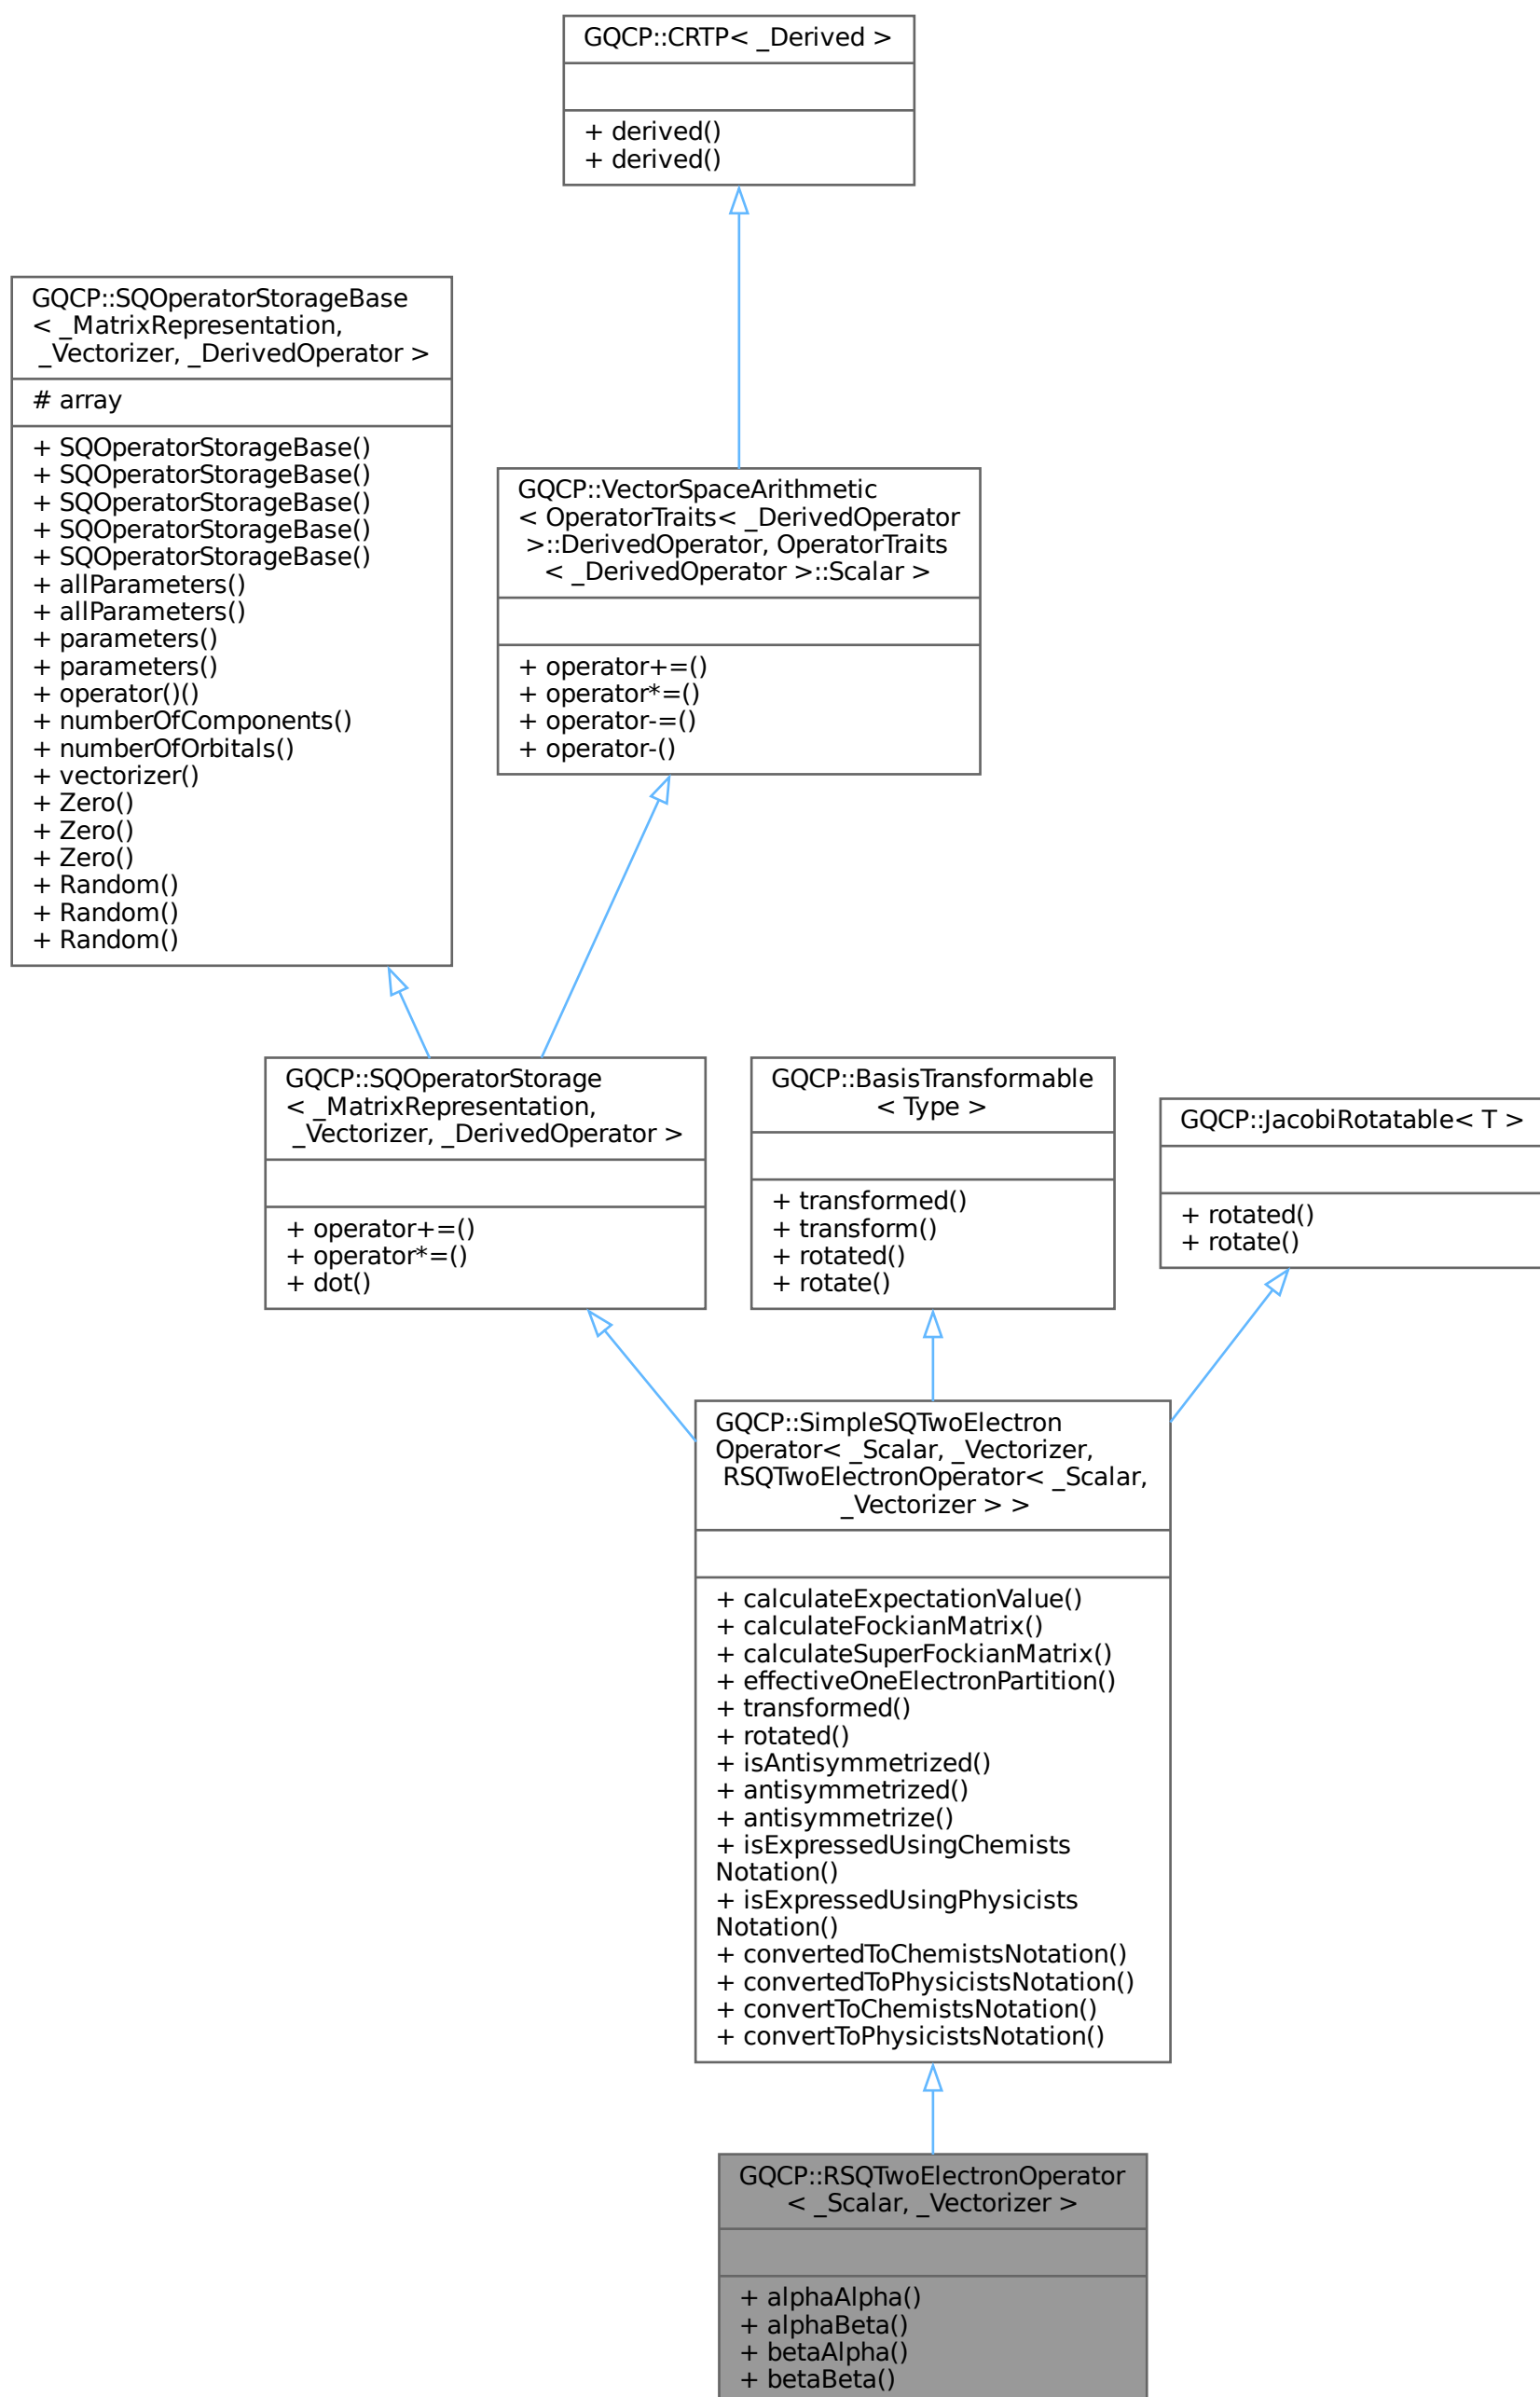 GQCP::CRTP< _Derived >
+ derived()
+ derived()
GQCP::SQOperatorStorageBase
< _MatrixRepresentation,
_Vectorizer, _DerivedOperator >
# array
+ SQOperatorStorageBase()
+ SQOperatorStorageBase()
+ SQOperatorStorageBase()
+ SQOperatorStorageBase()
+ SQOperatorStorageBase()
+ allParameters()
+ allParameters()
+ parameters()
+ parameters()
+ operator()()
+ numberOfComponents()
+ numberOfOrbitals()
+ vectorizer()
+ Zero()
+ Zero()
+ Zero()
+ Random()
+ Random()
+ Random()
GQCP::VectorSpaceArithmetic
< OperatorTraits< _DerivedOperator
>::DerivedOperator, OperatorTraits
< _DerivedOperator >::Scalar >
+ operator+=()
+ operator*=()
+ operator-=()
+ operator-()
GQCP::SQOperatorStorage
< _MatrixRepresentation,
_Vectorizer, _DerivedOperator >
+ operator+=()
+ operator*=()
+ dot()
GQCP::BasisTransformable
< Type >
+ transformed()
+ transform()
+ rotated()
+ rotate()
GQCP::JacobiRotatable< T >
+ rotated()
+ rotate()
GQCP::SimpleSQTwoElectron
Operator< _Scalar, _Vectorizer,
RSQTwoElectronOperator< _Scalar,
_Vectorizer > >
+ calculateExpectationValue()
+ calculateFockianMatrix()
+ calculateSuperFockianMatrix()
+ effectiveOneElectronPartition()
+ transformed()
+ rotated()
+ isAntisymmetrized()
+ antisymmetrized()
+ antisymmetrize()
+ isExpressedUsingChemists
Notation()
+ isExpressedUsingPhysicists
Notation()
+ convertedToChemistsNotation()
+ convertedToPhysicistsNotation()
+ convertToChemistsNotation()
+ convertToPhysicistsNotation()
GQCP::RSQTwoElectronOperator
< _Scalar, _Vectorizer >
+ alphaAlpha()
+ alphaBeta()
+ betaAlpha()
+ betaBeta()